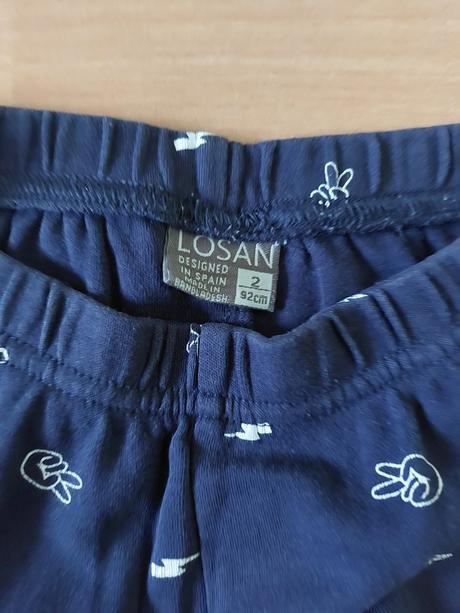 LOSAN
DESIGNED
IN SPAIN
MADE IN
BANGLADESH
2
92cm